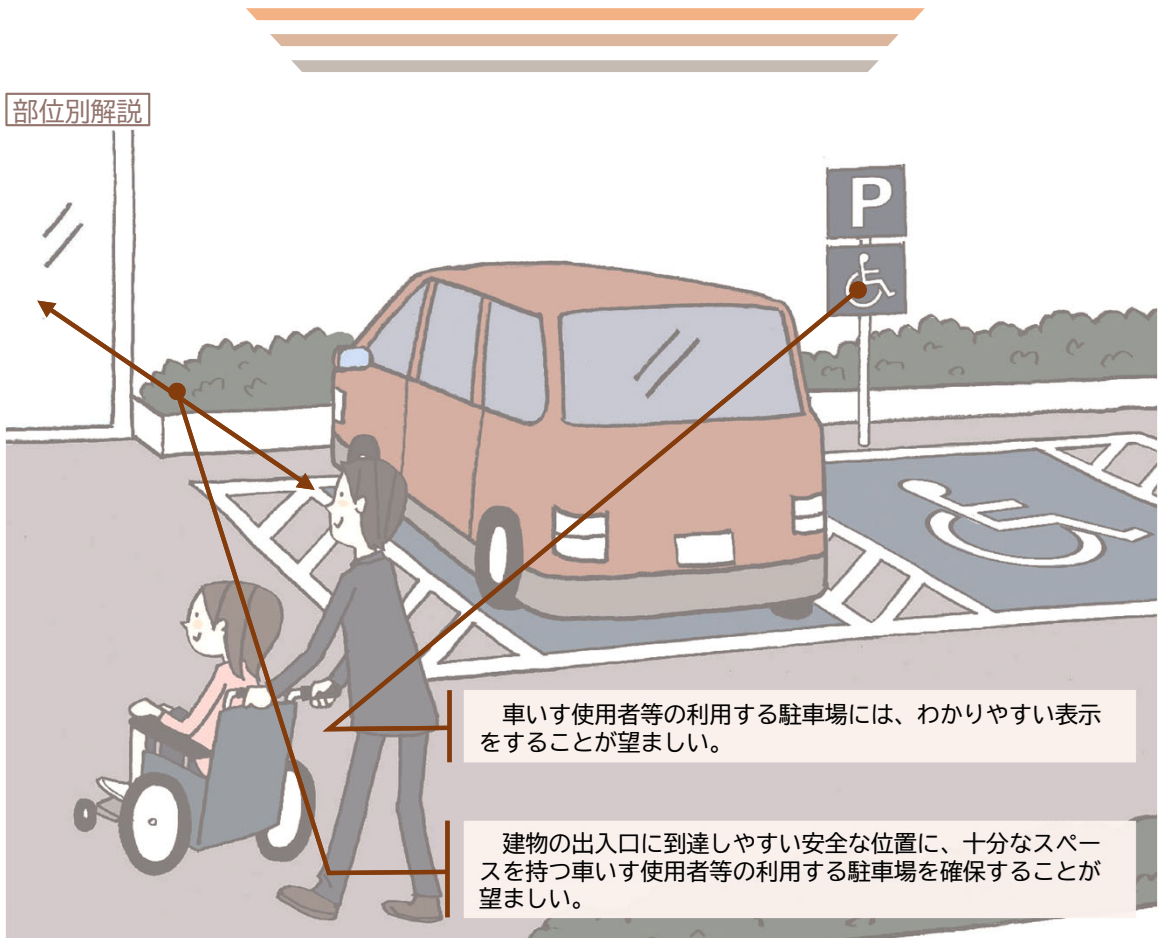 部位別解説
P
車いす使用者等の利用する駐車場には、わかりやすい表示
をすることが望ましい。
建物の出入口に到達しやすい安全な位置に、十分なスペー
スを持つ車いす使用者等の利用する駐車場を確保することが
望ましい。